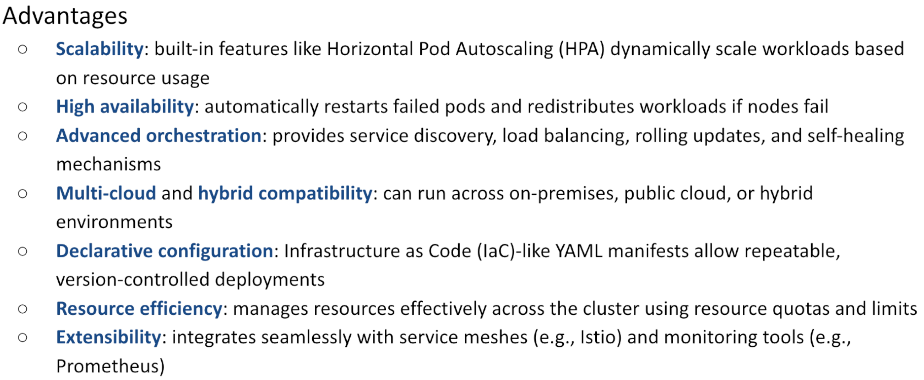 Advantages
○ Scalability: built-in features like Horizontal Pod Autoscaling (HPA) dynamically scale workloads based
on resource usage
○ High availability: automatically restarts failed pods and redistributes workloads if nodes fail
○ Advanced orchestration: provides service discovery, load balancing, rolling updates, and self-healing
mechanisms
○ Multi-cloud and hybrid compatibility: can run across on-premises, public cloud, or hybrid
environments
○ Declarative configuration: Infrastructure as Code (IaC)-like YAML manifests allow repeatable,
version-controlled deployments
○ Resource efficiency: manages resources effectively across the cluster using resource quotas and limits
○ Extensibility: integrates seamlessly with service meshes (e.g., Istio) and monitoring tools (e.g.,
Prometheus)